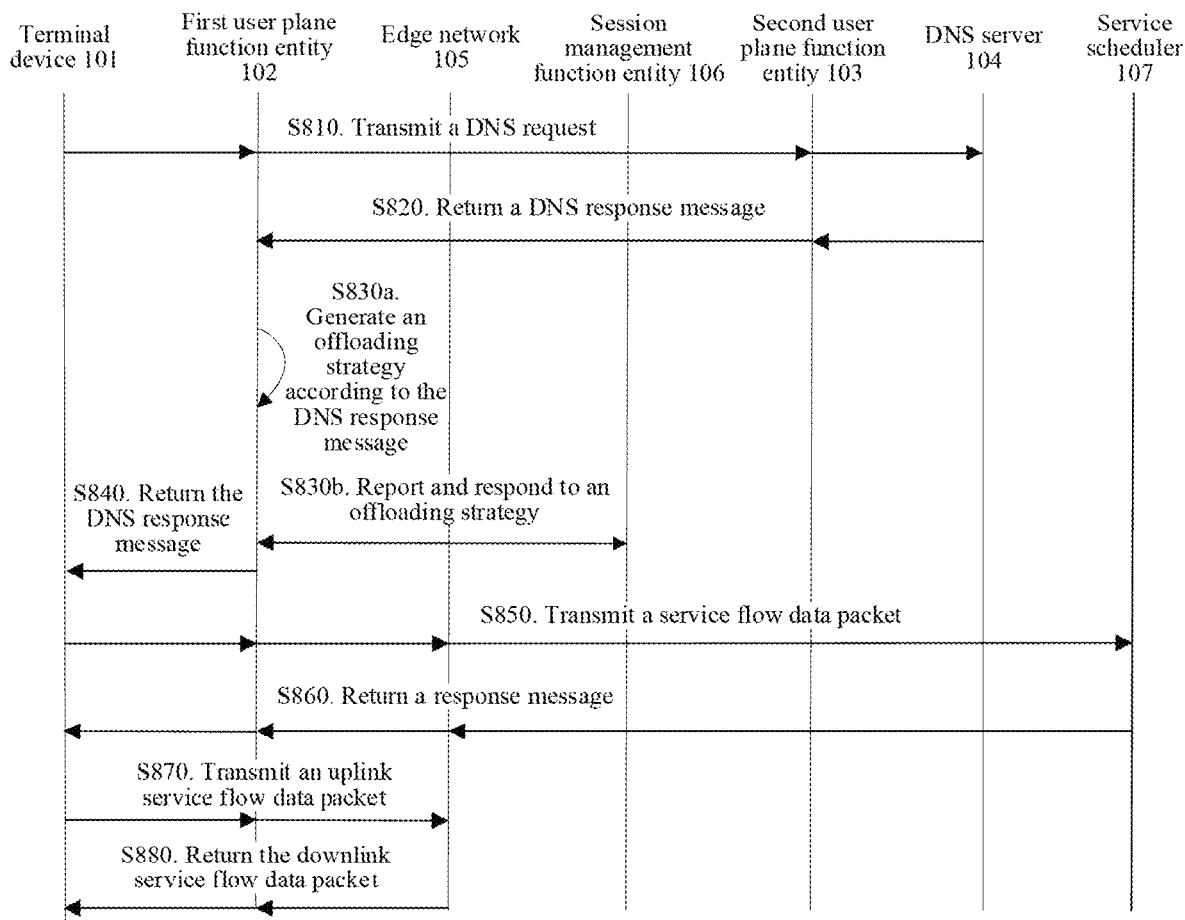 Terminal
device 101
First user plane
function entity
102
Edge network
105
Session
management
function entity 106
Second user plane
function
entity 103
DNS server
104
Service
scheduler
107
S810. Transmit a DNS request
S820. Return a DNS response message
S830a.
Generate an
offloading
strategy
according to the
DNS response
message
S840. Return the
DNS response
message
S830b. Report and respond to an
offloading strategy
S850. Transmit a service flow data packet
S860. Return a response message
S870. Transmit an uplink
service flow data packet
S880. Return the downlink
service flow data packet